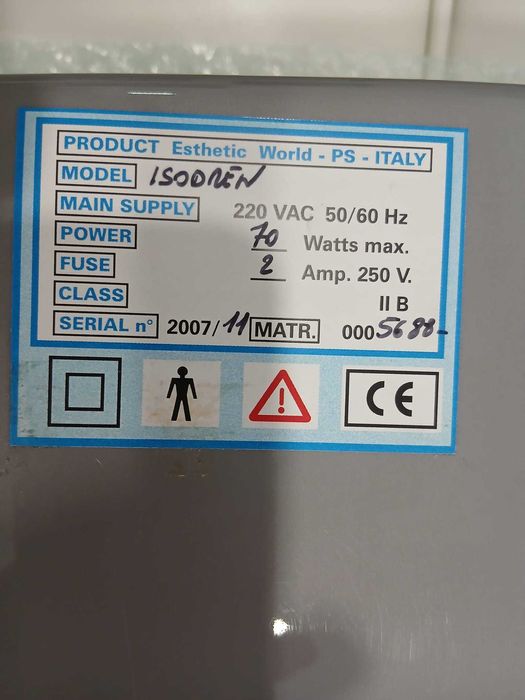 PRODUCT Esthetic World - PS - ITALY
MODEL ISODREN
MAIN SUPPLY 220 VAC 50/60 Hz
POWER 70 Watts max.
FUSE 2 Amp. 250 V.
CLASS II B
SERIAL n° 2007/11 MATR. 0005688-
CE